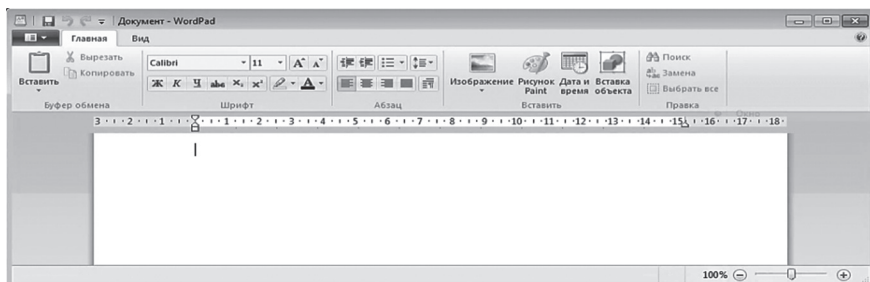 Документ - WordPad
Главная Вид
Вставить
Вырезать
Копировать
Буфер обмена
Calibri 11 A A
Ж К Ч abc X₂ X² A
Шрифт
Абзац
Изображение Рисунок Paint Дата и время Вставка объекта
Вставить
Поиск
Замена
Выбрать все
Правка
3 2 1 1 2 3 4 5 6 7 8 9 10 11 12 13 14 15 16 17 18
100%